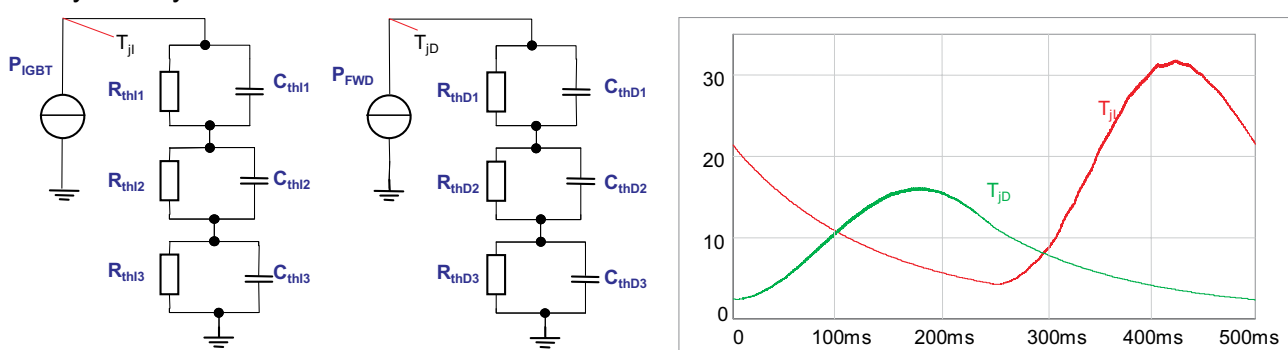 T_jI
P_IGBT
R_thI1
C_thI1
R_thI2
C_thI2
R_thI3
C_thI3
T_jD
P_FWD
R_thD1
C_thD1
R_thD2
C_thD2
R_thD3
C_thD3
30
20
10
0
T_jI
T_jD
0
100ms
200ms
300ms
400ms
500ms